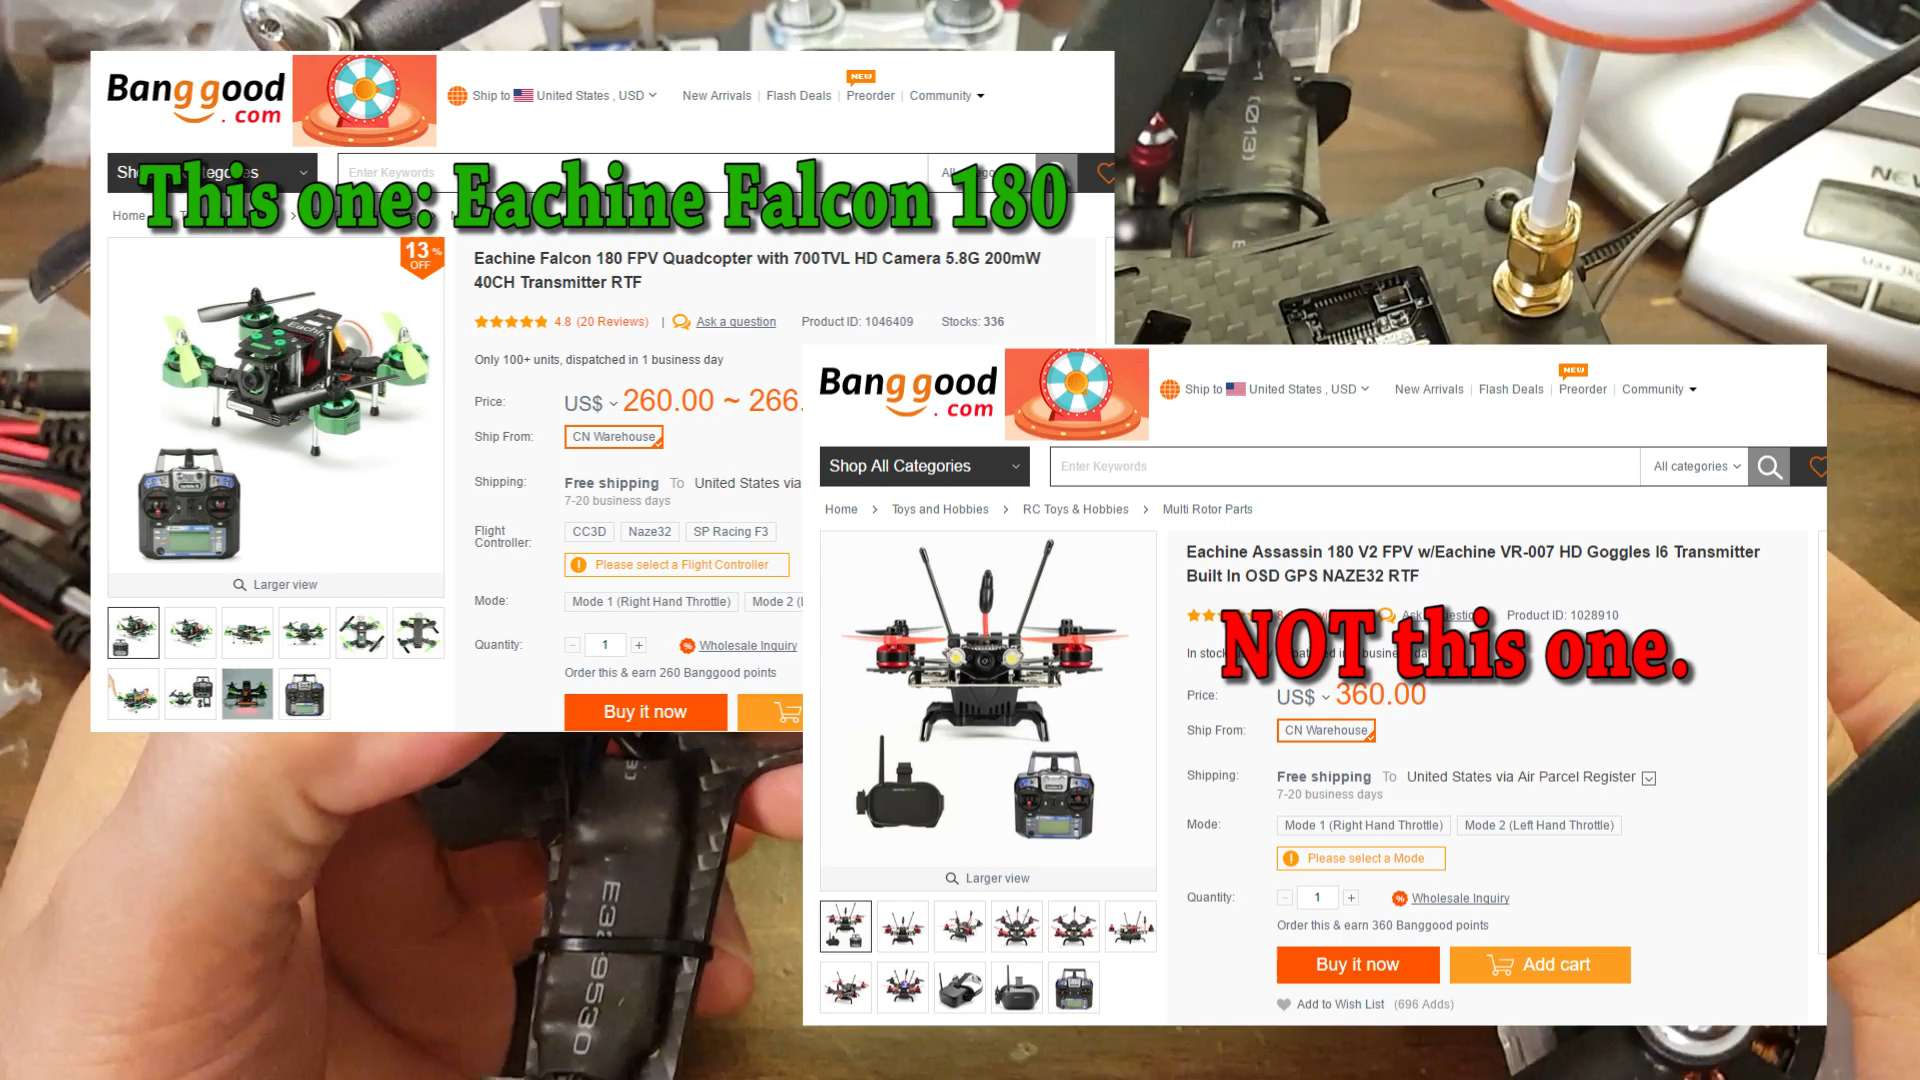 Banggood
.com
Ship to United States , USD
New Arrivals | Flash Deals | Preorder | Community
NEW
Enter Keywords
This one: Eachine Falcon 180
Home
13 %
OFF
Eachine Falcon 180 FPV Quadcopter with 700TVL HD Camera 5.8G 200mW
40CH Transmitter RTF
4.8 (20 Reviews) | Ask a question Product ID: 1046409 Stocks: 336
Only 100+ units, dispatched in 1 business day
Price: US$ 260.00 ~ 266.
Ship From: CN Warehouse
Shipping: Free shipping To United States via
7-20 business days
Flight
Controller: CC3D Naze32 SP Racing F3
Please select a Flight Controller
Mode: Mode 1 (Right Hand Throttle) Mode 2
Quantity: 1 Wholesale Inquiry
Order this & earn 260 Banggood points
Buy it now
Larger view
Banggood
.com
Ship to United States , USD
New Arrivals | Flash Deals | Preorder | Community
NEW
Shop All Categories
Enter Keywords
All categories
Home > Toys and Hobbies > RC Toys & Hobbies > Multi Rotor Parts
Eachine Assassin 180 V2 FPV w/Eachine VR-007 HD Goggles I6 Transmitter
Built In OSD GPS NAZE32 RTF
Product ID: 1028910
NOT this one.
Price: US$ 360.00
Ship From: CN Warehouse
Shipping: Free shipping To United States via Air Parcel Register
7-20 business days
Mode: Mode 1 (Right Hand Throttle) Mode 2 (Left Hand Throttle)
Please select a Mode
Quantity: 1 Wholesale Inquiry
Order this & earn 360 Banggood points
Buy it now
Add cart
Add to Wish List (696 Adds)
Larger view